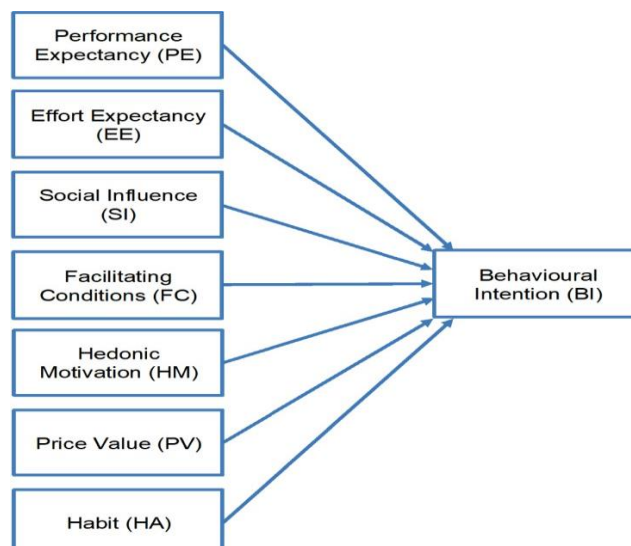 Performance
Expectancy (PE)
Effort Expectancy
(EE)
Social Influence
(SI)
Facilitating
Conditions (FC)
Hedonic
Motivation (HM)
Price Value (PV)
Habit (HA)
Behavioural
Intention (BI)